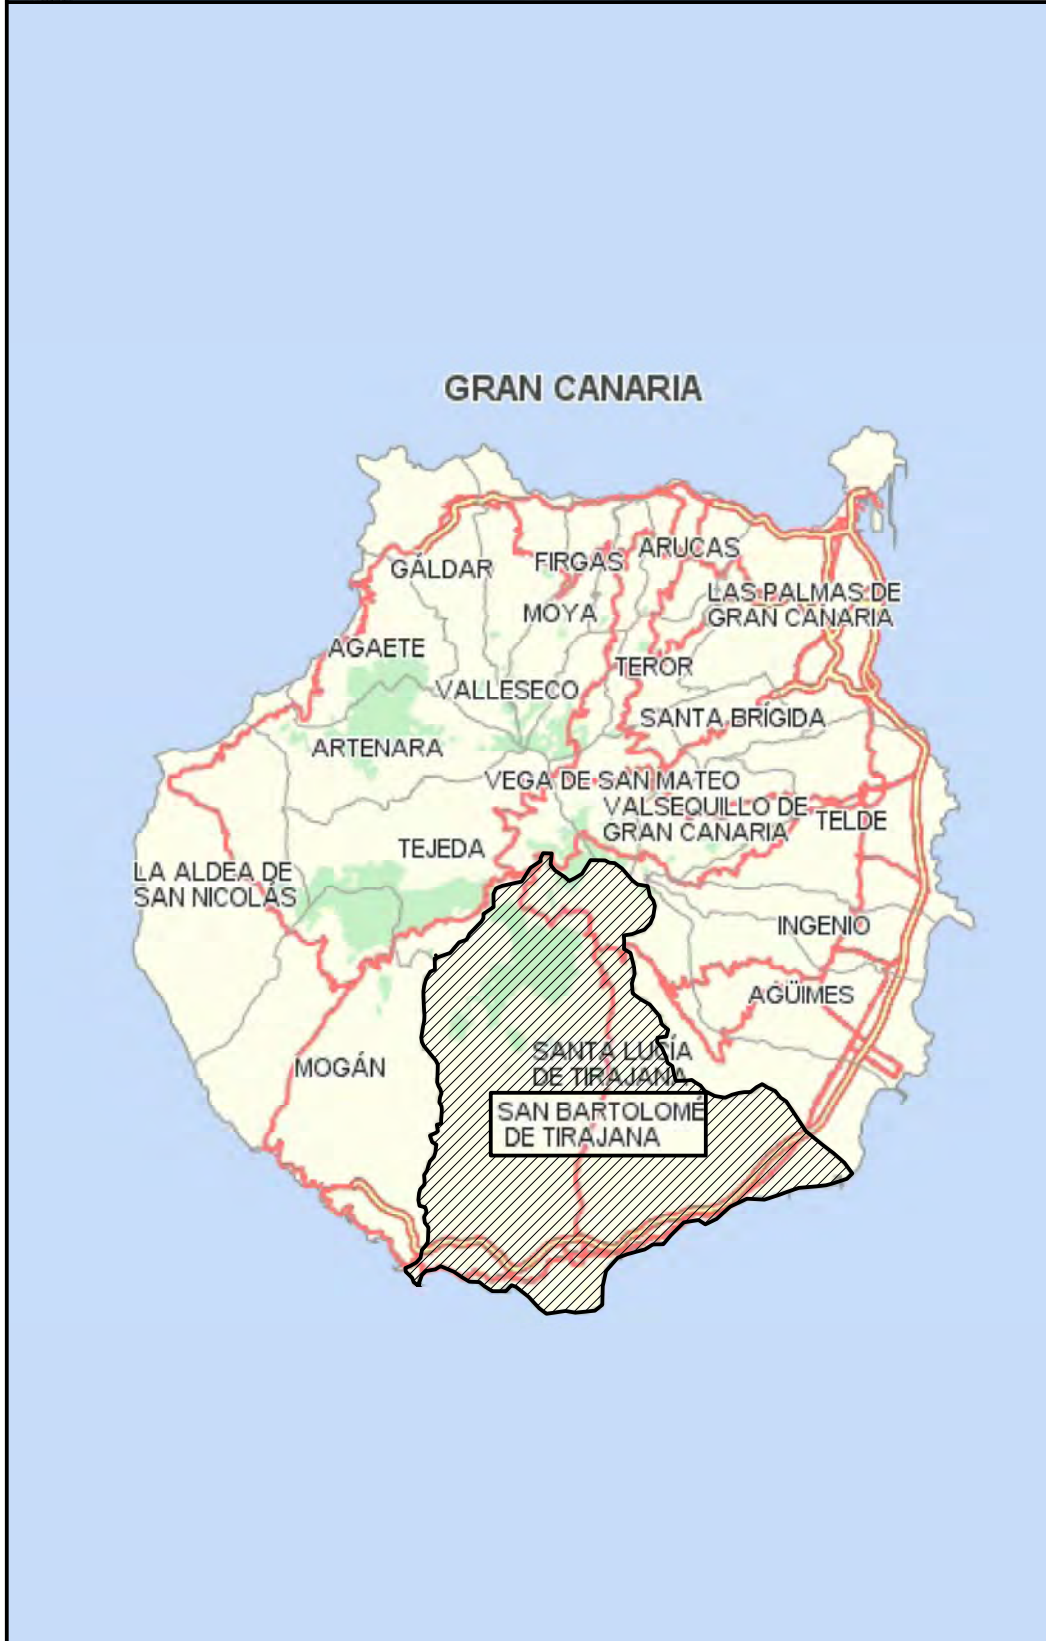 GRAN CANARIA
ARUCAS
FIRGAS
GÁLDAR
LAS PALMAS DE
GRAN CANARIA
MOYA
AGAETE
TEROR
VALLESECO
SANTA BRÍGIDA
ARTENARA
VEGA DE SAN MATEO
VALSEQUILLO DE
GRAN CANARIA
TELDE
TEJEDA
LA ALDEA DE
SAN NICOLÁS
INGENIO
AGÜIMES
SANTA LUCÍA
DE TIRAJANA
MOGÁN
SAN BARTOLOMÉ
DE TIRAJANA